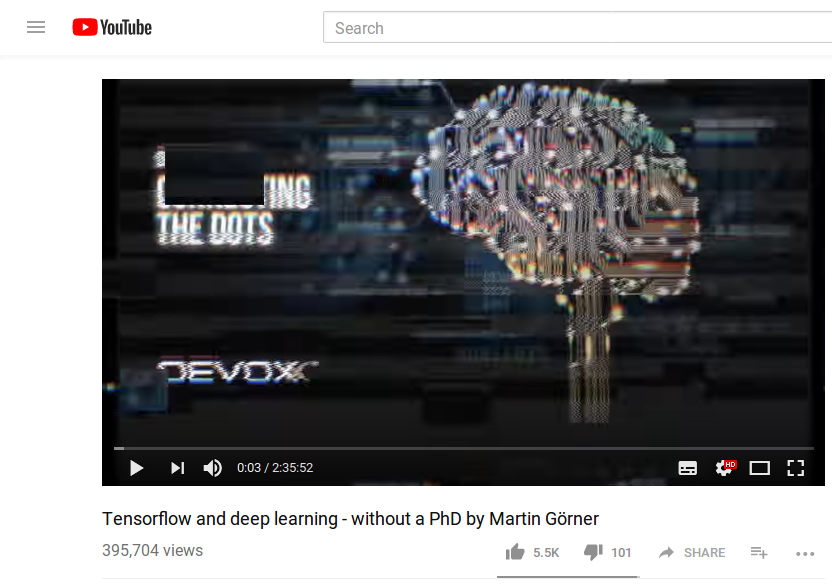 YouTube
Search
THE DOTS
DEVOXX
0:03 / 2:35:52
HD
Tensorflow and deep learning - without a PhD by Martin Görner
395,704 views
5.5K
101
SHARE